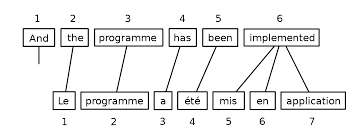 1 2 3 4 5 6
And the programme has been implemented
Le programme a été mis en application
1 2 3 4 5 6 7